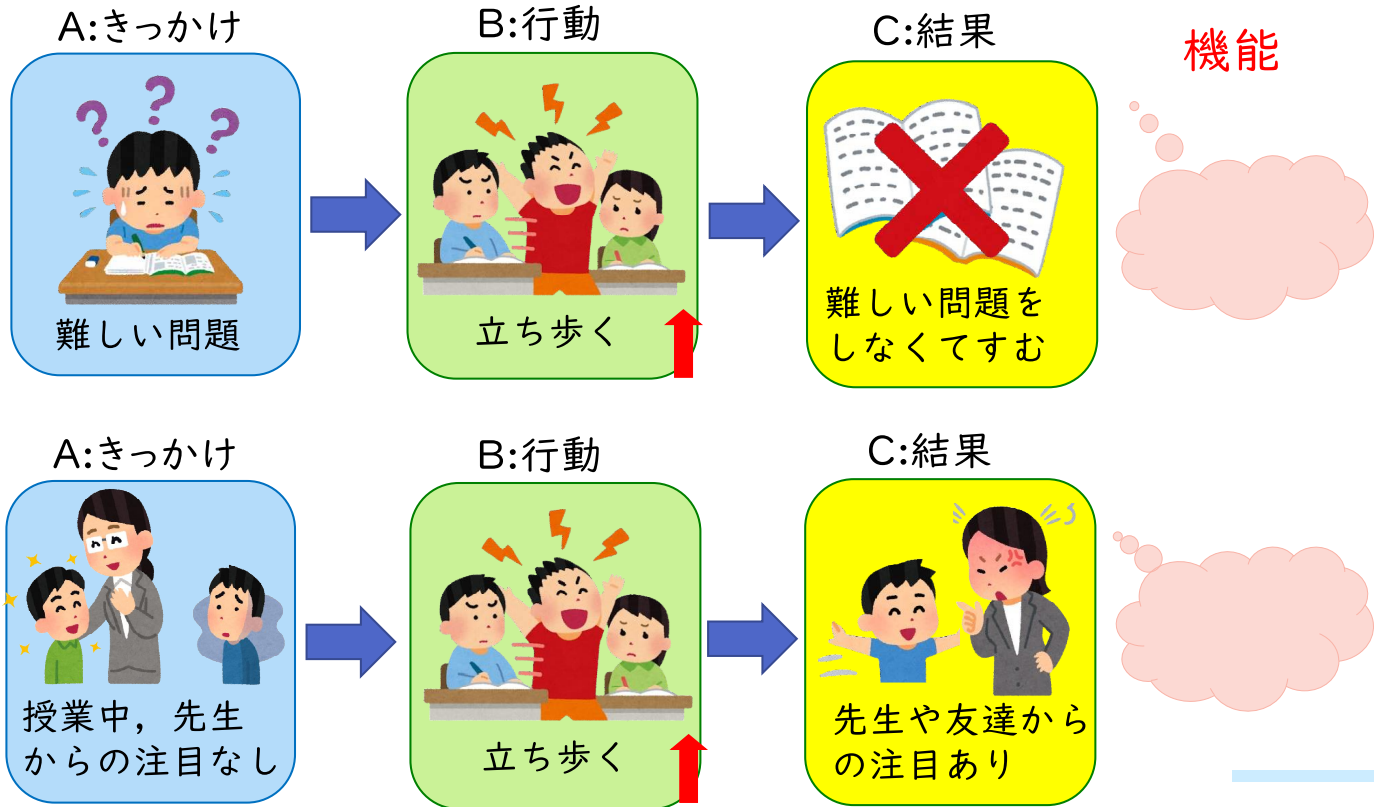 A:きっかけ
B:行動
C:結果
機能
? ? ?
難しい問題
立ち歩く
難しい問題を
しなくてすむ
A:きっかけ
B:行動
C:結果
授業中，先生
からの注目なし
立ち歩く
先生や友達から
の注目あり